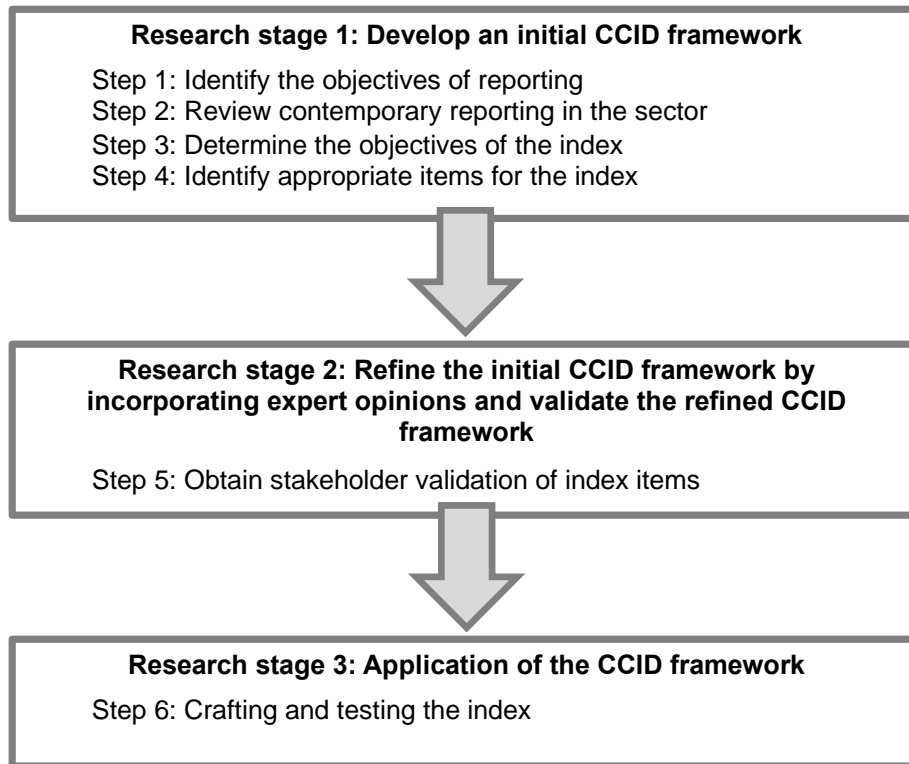 Research stage 1: Develop an initial CCID framework
Step 1: Identify the objectives of reporting
Step 2: Review contemporary reporting in the sector
Step 3: Determine the objectives of the index
Step 4: Identify appropriate items for the index
Research stage 2: Refine the initial CCID framework by
incorporating expert opinions and validate the refined CCID
framework
Step 5: Obtain stakeholder validation of index items
Research stage 3: Application of the CCID framework
Step 6: Crafting and testing the index